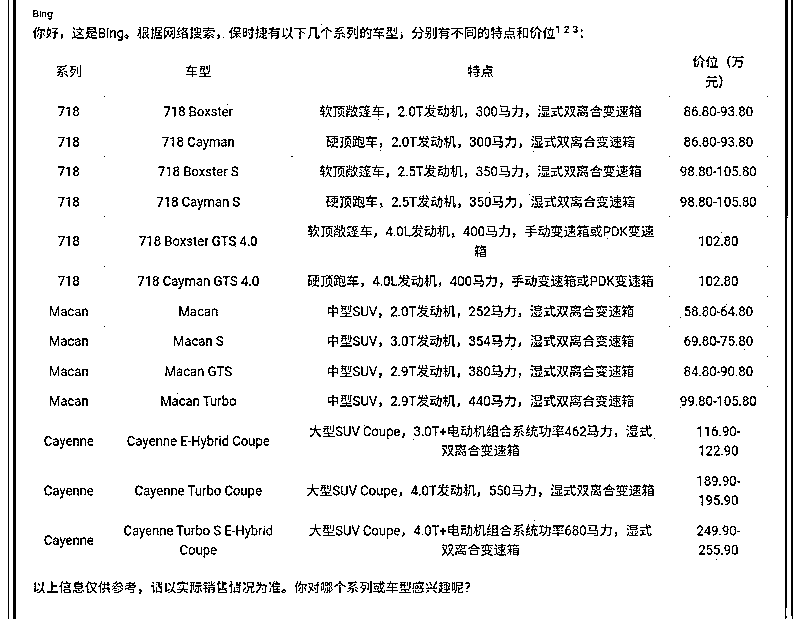 Bing
你好，这是Bing。根据网络搜索，保时捷有以下几个系列的车型，分别有不同的特点和价位¹ ² ³：
系列 车型 特点 价位（万
元）
718 718 Boxster 软顶敞篷车，2.0T发动机，300马力，湿式双离合变速箱 86.80-93.80
718 718 Cayman 硬顶跑车，2.0T发动机，300马力，湿式双离合变速箱 86.80-93.80
718 718 Boxster S 软顶敞篷车，2.5T发动机，350马力，湿式双离合变速箱 98.80-105.80
718 718 Cayman S 硬顶跑车，2.5T发动机，350马力，湿式双离合变速箱 98.80-105.80
718 718 Boxster GTS 4.0 软顶敞篷车，4.0L发动机，400马力，手动变速箱或PDK变速
箱 102.80
718 718 Cayman GTS 4.0 硬顶跑车，4.0L发动机，400马力，手动变速箱或PDK变速箱 102.80
Macan Macan 中型SUV，2.0T发动机，252马力，湿式双离合变速箱 58.80-64.80
Macan Macan S 中型SUV，3.0T发动机，354马力，湿式双离合变速箱 69.80-75.80
Macan Macan GTS 中型SUV，2.9T发动机，380马力，湿式双离合变速箱 84.80-90.80
Macan Macan Turbo 中型SUV，2.9T发动机，440马力，湿式双离合变速箱 99.80-105.80
Cayenne Cayenne E-Hybrid Coupe 大型SUV Coupe，3.0T+电动机组合系统功率462马力，湿式
双离合变速箱 116.90-
122.90
Cayenne Cayenne Turbo Coupe 大型SUV Coupe，4.0T发动机，550马力，湿式双离合变速箱 189.90-
195.90
Cayenne Cayenne Turbo S E-Hybrid
Coupe 大型SUV Coupe，4.0T+电动机组合系统功率680马力，湿式
双离合变速箱 249.90-
255.90
以上信息仅供参考，请以实际销售情况为准。你对哪个系列或车型感兴趣呢？